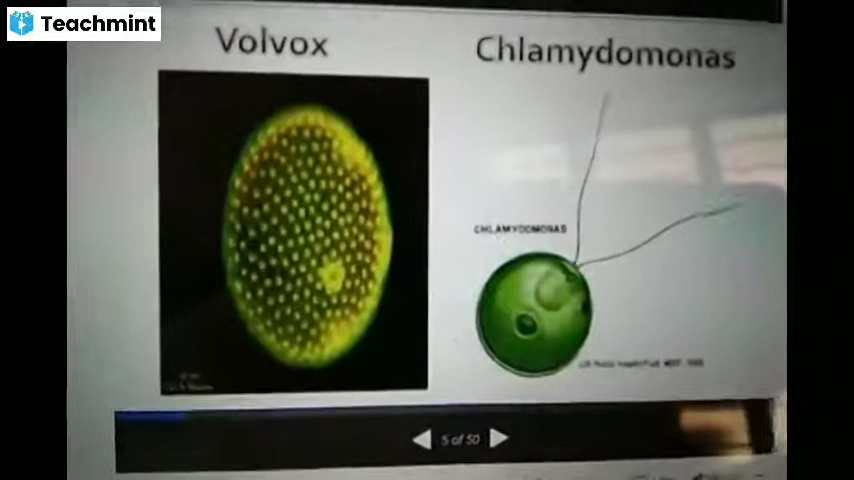 Teachmint
Volvox
Chlamydomonas
CHLAMYDOMONAS
5 of 50